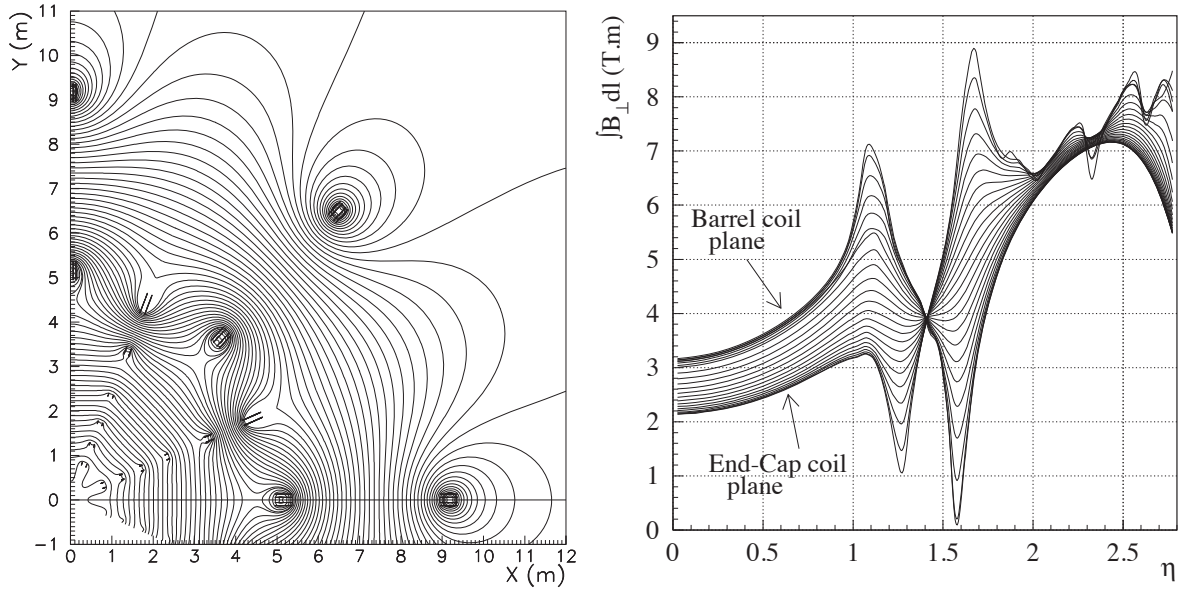 11
10
9
8
7
6
5
4
3
2
1
0
−1
Y (m)
0 1 2 3 4 5 6 7 8 9 10 11 12
X (m)
∫B⊥dl (T.m)
9
8
7
6
5
4
3
2
1
0
Barrel coil
plane
End-Cap coil
plane
0 0.5 1 1.5 2 2.5
η